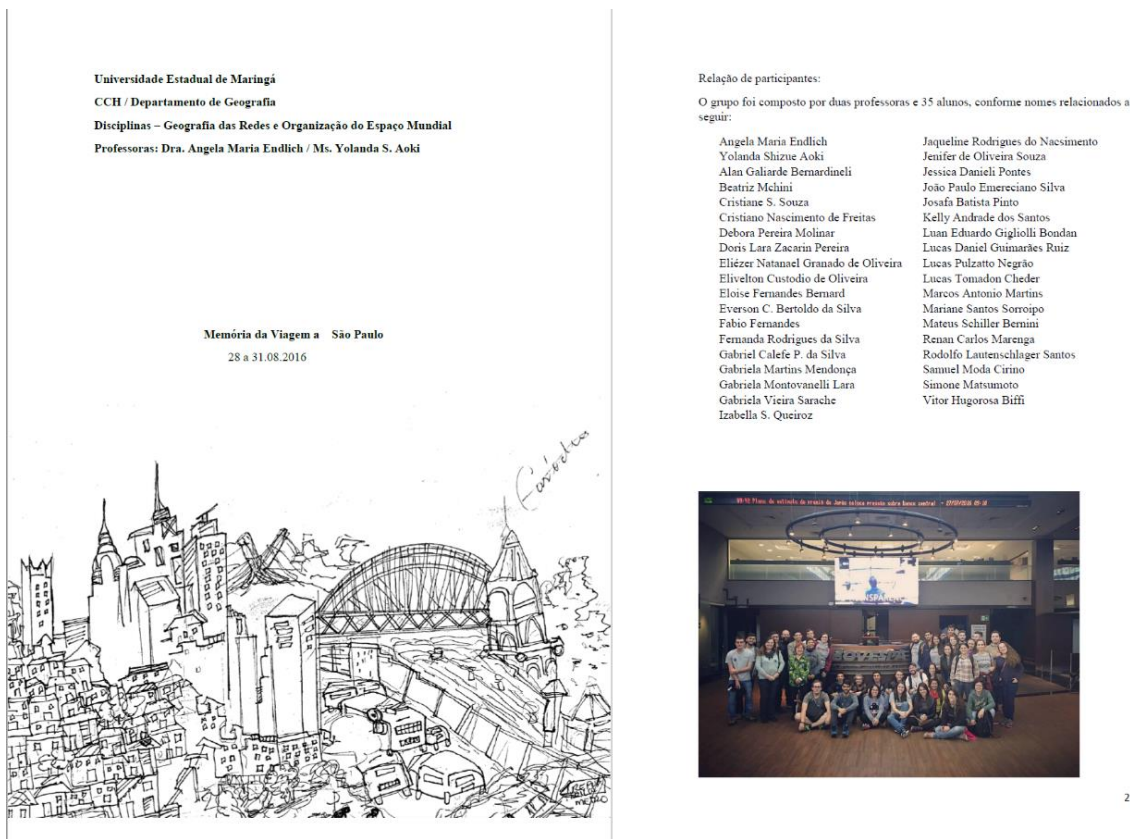 Universidade Estadual de Maringá
CCH / Departamento de Geografia
Disciplinas – Geografia das Redes e Organização do Espaço Mundial
Professoras: Dra. Angela Maria Endlich / Ms. Yolanda S. Aoki
Memória da Viagem a    São Paulo
28 a 31.08.2016
Relação de participantes:
O grupo foi composto por duas professoras e 35 alunos, conforme nomes relacionados a
seguir:
Angela Maria Endlich
Yolanda Shizue Aoki
Alan Galiarde Bernardineli
Beatriz Mchini
Cristiane S. Souza
Cristiano Nascimento de Freitas
Debora Pereira Molinar
Doris Lara Zacarin Pereira
Eliézer Natanael Granado de Oliveira
Elivelton Custodio de Oliveira
Eloise Fernandes Bernard
Everson C. Bertoldo da Silva
Fabio Fernandes
Fernanda Rodrigues da Silva
Gabriel Calefe P. da Silva
Gabriela Martins Mendonça
Gabriela Montovanelli Lara
Gabriela Vieira Sarache
Izabella S. Queiroz
Jaqueline Rodrigues do Nacsimento
Jenifer de Oliveira Souza
Jessica Danieli Pontes
João Paulo Emereciano Silva
Josafa Batista Pinto
Kelly Andrade dos Santos
Luan Eduardo Gigliolli Bondan
Lucas Daniel Guimarães Ruiz
Lucas Pulzatto Negrão
Lucas Tomadon Cheder
Marcos Antonio Martins
Mariane Santos Sorroipo
Mateus Schiller Bernini
Renan Carlos Marenga
Rodolfo Lautenschlager Santos
Samuel Moda Cirino
Simone Matsumoto
Vitor Hugorosa Biffi
2